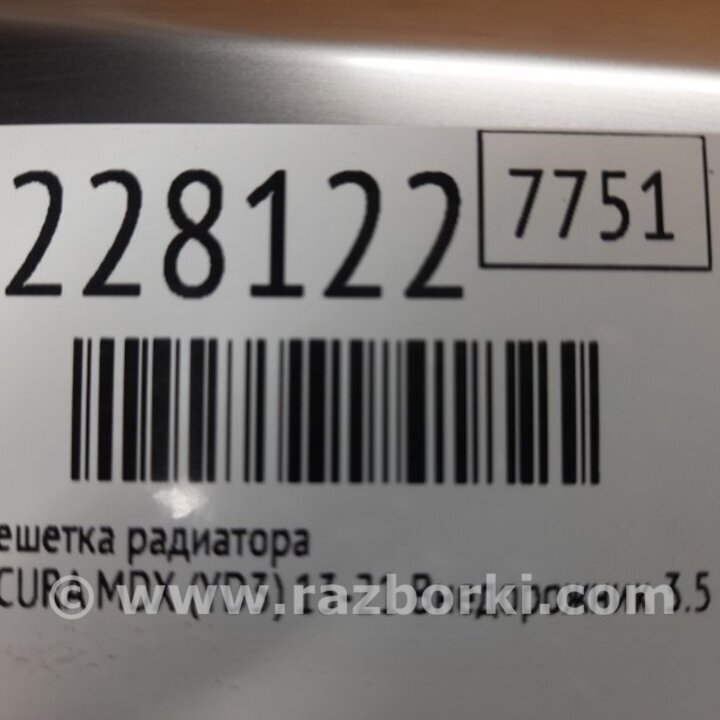 228122
7751
ешетка радиатора
CURA MDX (YD3) 13-21 Внедорожник 3.5
www.razborki.com